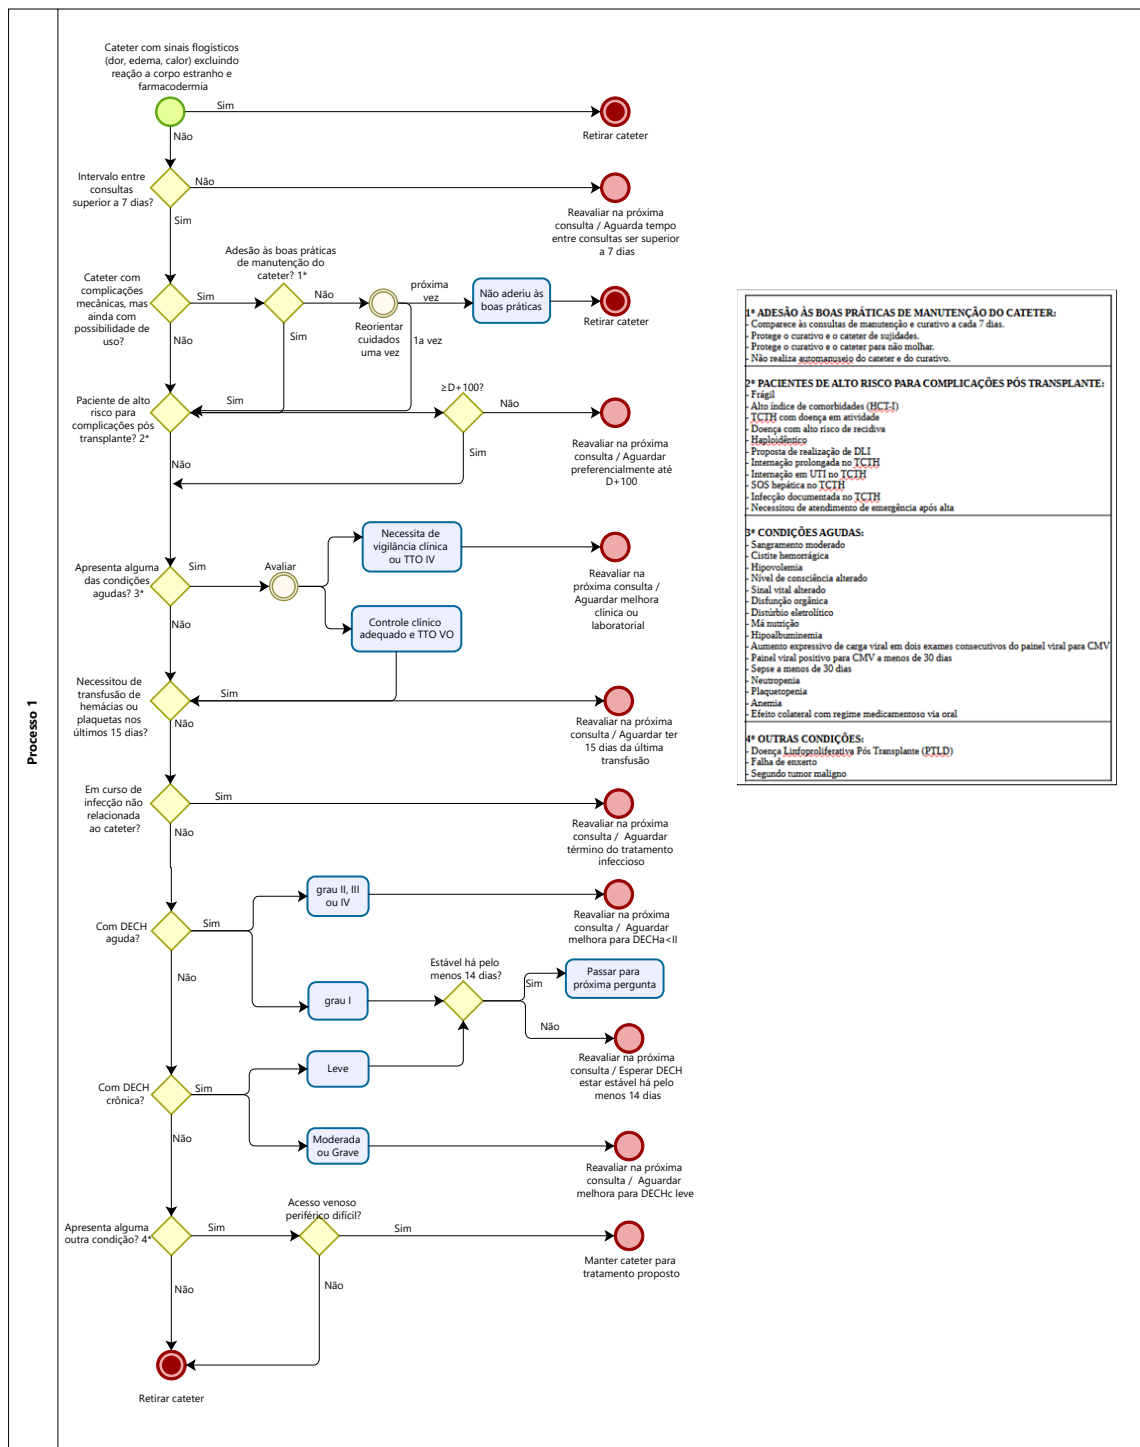 Processo 1
Cateter com sinais flogísticos
(dor, edema, calor) excluindo
reação a corpo estranho e
farmacodermia
Sim
Retirar cateter
Não
Intervalo entre
consultas
superior a 7 dias?
Não
Reavaliar na próxima
consulta / Aguarda tempo
entre consultas ser superior
a 7 dias
Sim
Cateter com
complicações
mecânicas, mas
ainda com
possibilidade de
uso?
Sim
Adesão às boas práticas
de manutenção do
cateter? 1*
Não
Reorientar
cuidados
uma vez
próxima
vez
Não aderiu às
boas práticas
Retirar cateter
Sim
1a vez
Não
Paciente de alto
risco para
complicações pós
transplante? 2*
Sim
≥D+100?
Não
Reavaliar na próxima
consulta / Aguardar
preferencialmente até
D+100
Sim
Não
Apresenta alguma
das condições
agudas? 3*
Sim
Avaliar
Necessita de
vigilância clínica
ou TTO IV
Reavaliar na
próxima consulta /
Aguardar melhora
clínica ou
laboratorial
Controle clínico
adequado e TTO VO
Não
Necessitou de
transfusão de
hemácias ou
plaquetas nos
últimos 15 dias?
Sim
Reavaliar na próxima
consulta / Aguardar ter
15 dias da última
transfusão
Não
Em curso de
infecção não
relacionada
ao cateter?
Sim
Reavaliar na próxima
consulta / Aguardar
término do tratamento
infeccioso
Não
Com DECH
aguda?
Sim
grau II, III
ou IV
Reavaliar na próxima
consulta / Aguardar
melhora para DECHa<II
grau I
Estável há pelo
menos 14 dias?
Sim
Passar para
próxima pergunta
Não
Reavaliar na próxima
consulta / Esperar DECH
estar estável há pelo
menos 14 dias
Não
Com DECH
crônica?
Sim
Leve
Moderada
ou Grave
Reavaliar na próxima
consulta / Aguardar
melhora para DECHc leve
Não
Apresenta alguma
outra condição? 4*
Sim
Acesso venoso
periférico difícil?
Sim
Manter cateter para
tratamento proposto
Não
Não
Retirar cateter
1* ADESÃO ÀS BOAS PRÁTICAS DE MANUTENÇÃO DO CATETER:
- Comparece às consultas de manutenção e curativo a cada 7 dias.
- Protege o curativo e o cateter de sujidades.
- Protege o curativo e o cateter para não molhar.
- Não realiza automanuseio do cateter e do curativo.
2* PACIENTES DE ALTO RISCO PARA COMPLICAÇÕES PÓS TRANSPLANTE:
- Frágil
- Alto índice de comorbidades (HCT-I)
- TCTH com doença em atividade
- Doença com alto risco de recidiva
- Haploidêntico
- Proposta de realização de DLI
- Internação prolongada no TCTH
- Internação em UTI no TCTH
- SOS hepática no TCTH
- Infecção documentada no TCTH
- Necessitou de atendimento de emergência após alta
3* CONDIÇÕES AGUDAS:
- Sangramento moderado
- Cistite hemorrágica
- Hipovolemia
- Nível de consciência alterado
- Sinal vital alterado
- Disfunção orgânica
- Distúrbio eletrolítico
- Má nutrição
- Hipoalbuminemia
- Aumento expressivo de carga viral em dois exames consecutivos do painel viral para CMV
- Painel viral positivo para CMV a menos de 30 dias
- Sepse a menos de 30 dias
- Neutropenia
- Plaquetopenia
- Anemia
- Efeito colateral com regime medicamentoso via oral
4* OUTRAS CONDIÇÕES:
- Doença Linfoproliferativa Pós Transplante (PTLD)
- Falha de enxerto
- Segundo tumor maligno